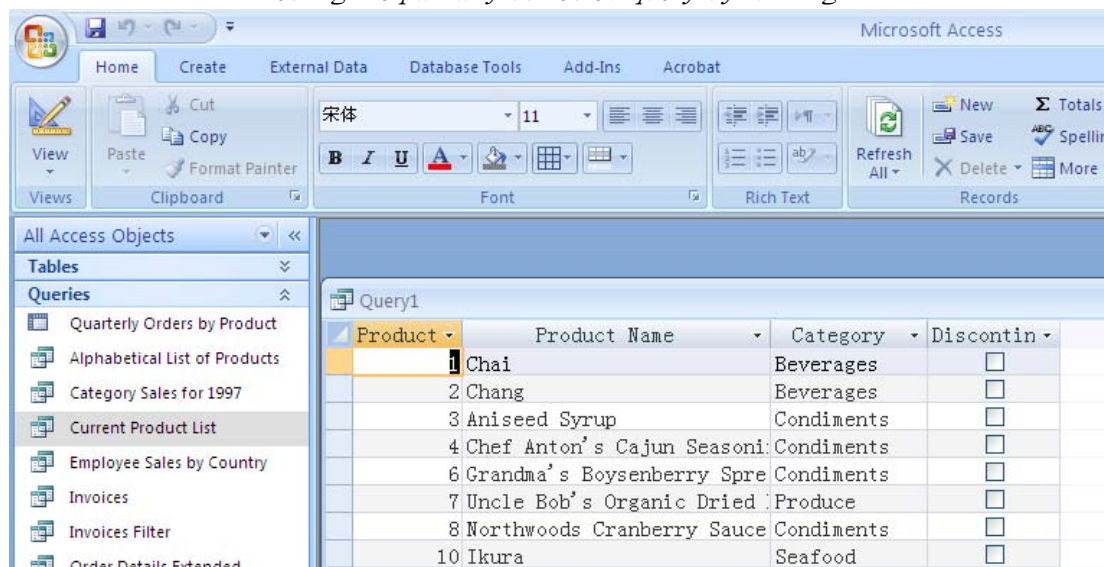 Microsoft Access
Home Create External Data Database Tools Add-Ins Acrobat
View
Views
Paste
Cut
Copy
Format Painter
Clipboard
宋体 11
B I U A
Font
ab
Rich Text
Refresh All
New
Save
Delete
Σ Totals
ABC
More
Records
All Access Objects
Tables
Queries
Quarterly Orders by Product
Alphabetical List of Products
Category Sales for 1997
Current Product List
Employee Sales by Country
Invoices
Invoices Filter
Order Details Extended
Query1
Product Product Name Category Discontin
1 Chai Beverages
2 Chang Beverages
3 Aniseed Syrup Condiments
4 Chef Anton's Cajun Seasoni Condiments
6 Grandma's Boysenberry Spre Condiments
7 Uncle Bob's Organic Dried Produce
8 Northwoods Cranberry Sauce Condiments
10 Ikura Seafood